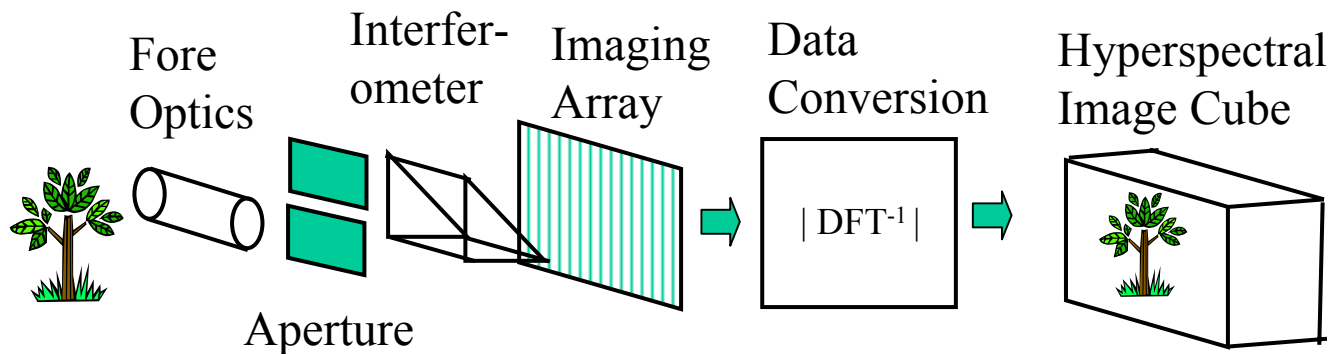 Fore
Optics
Interfer-
ometer
Imaging
Array
Data
Conversion
Hyperspectral
Image Cube
| DFT⁻¹ |
Aperture